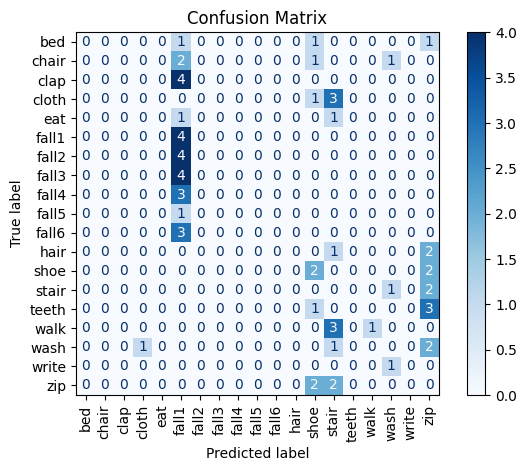 Confusion Matrix
True label
bed 0 0 0 0 0 1 0 0 0 0 0 0 1 0 0 0 0 0 1
chair 0 0 0 0 0 2 0 0 0 0 0 0 1 0 0 0 1 0 0
clap 0 0 0 0 0 4 0 0 0 0 0 0 0 0 0 0 0 0 0
cloth 0 0 0 0 0 0 0 0 0 0 0 0 1 3 0 0 0 0 0
eat 0 0 0 0 0 1 0 0 0 0 0 0 0 1 0 0 0 0 0
fall1 0 0 0 0 0 4 0 0 0 0 0 0 0 0 0 0 0 0 0
fall2 0 0 0 0 0 4 0 0 0 0 0 0 0 0 0 0 0 0 0
fall3 0 0 0 0 0 4 0 0 0 0 0 0 0 0 0 0 0 0 0
fall4 0 0 0 0 0 3 0 0 0 0 0 0 0 0 0 0 0 0 0
fall5 0 0 0 0 0 1 0 0 0 0 0 0 0 0 0 0 0 0 0
fall6 0 0 0 0 0 3 0 0 0 0 0 0 0 0 0 0 0 0 0
hair 0 0 0 0 0 0 0 0 0 0 0 0 0 1 0 0 0 0 2
shoe 0 0 0 0 0 0 0 0 0 0 0 0 2 0 0 0 0 0 2
stair 0 0 0 0 0 0 0 0 0 0 0 0 0 0 0 0 1 0 2
teeth 0 0 0 0 0 0 0 0 0 0 0 0 1 0 0 0 0 0 3
walk 0 0 0 0 0 0 0 0 0 0 0 0 0 3 0 1 0 0 0
wash 0 0 0 1 0 0 0 0 0 0 0 0 0 1 0 0 0 0 2
write 0 0 0 0 0 0 0 0 0 0 0 0 0 0 0 0 1 0 0
zip 0 0 0 0 0 0 0 0 0 0 0 0 2 2 0 0 0 0 0
bed chair clap cloth eat fall1 fall2 fall3 fall4 fall5 fall6 hair shoe stair teeth walk wash write zip
Predicted label
4.0
3.5
3.0
2.5
2.0
1.5
1.0
0.5
0.0